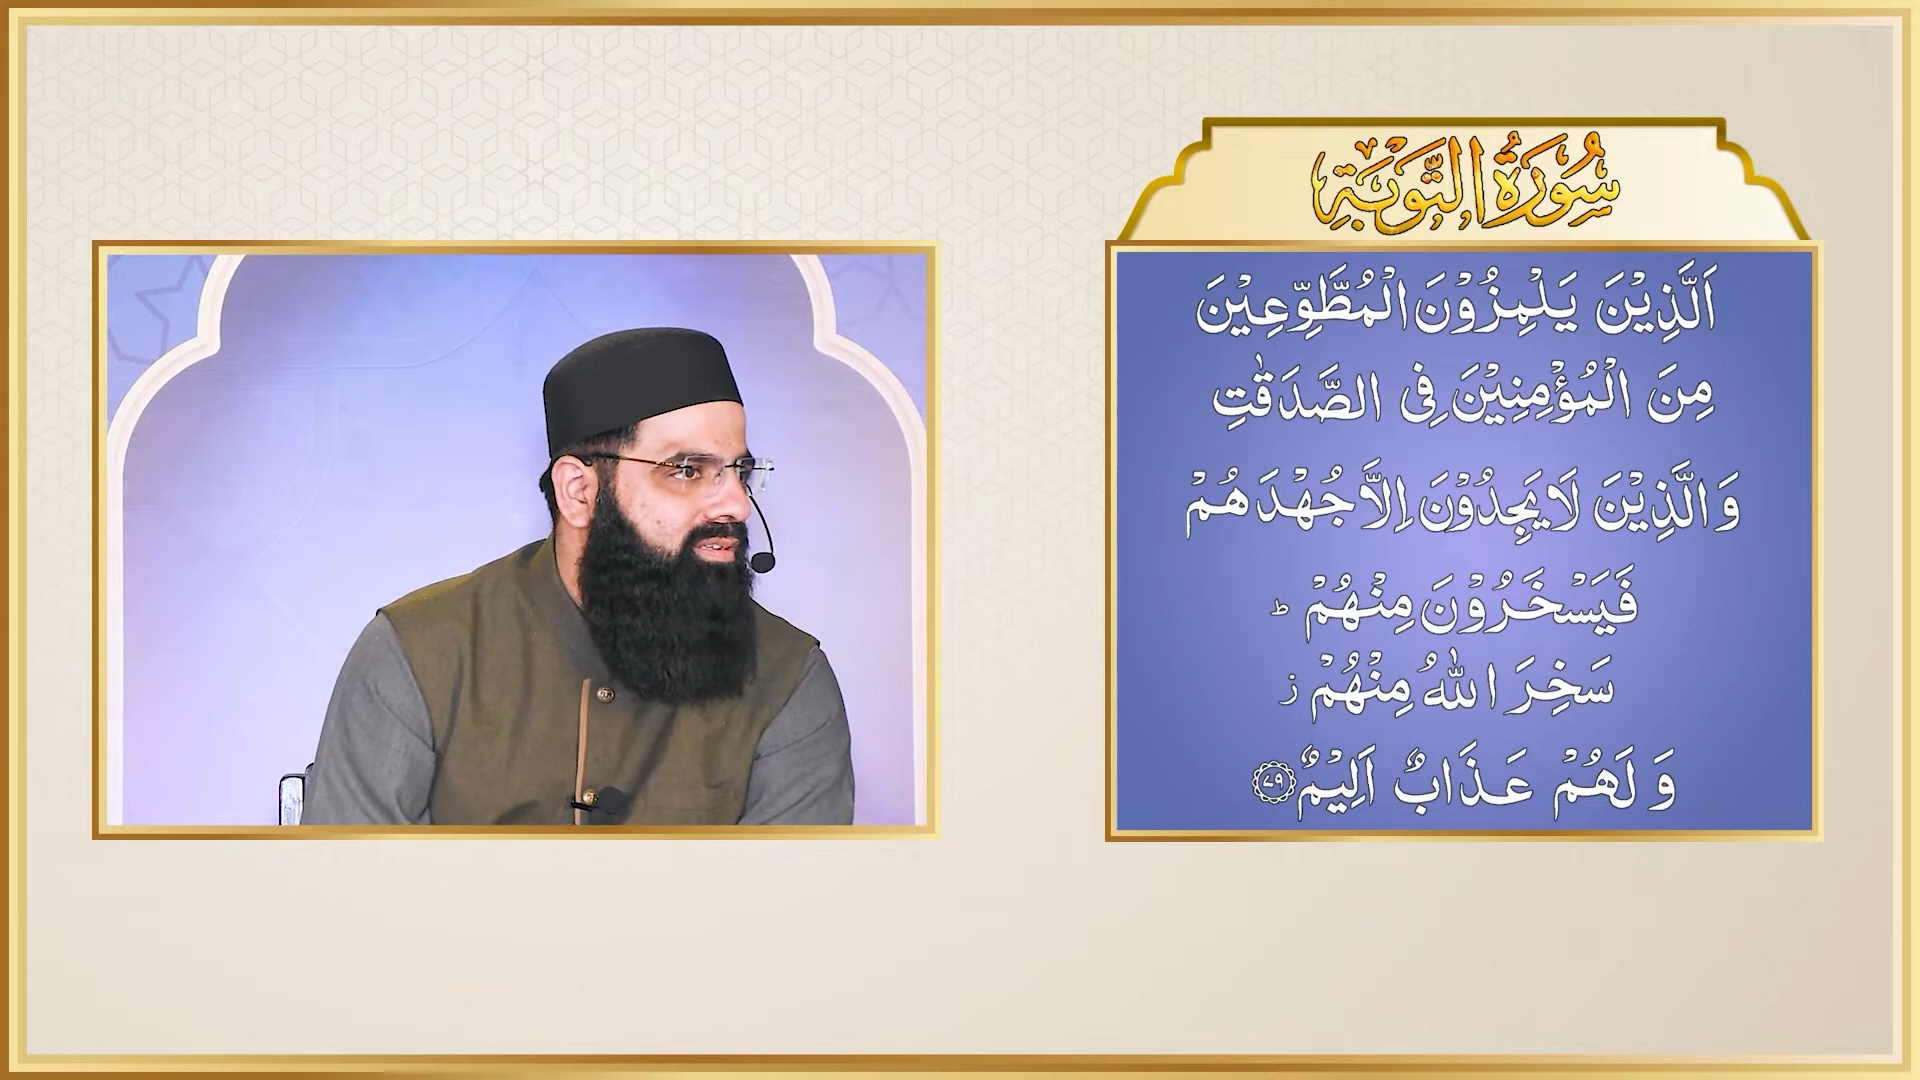 سُوْرَةُ التَّوْبَةِ
اَلَّذِيْنَ يَلْمِزُوْنَ الْمُطَّوِّعِيْنَ
مِنَ الْمُؤْمِنِيْنَ فِى الصَّدَقٰتِ
وَالَّذِيْنَ لَا يَجِدُوْنَ اِلَّا جُهْدَهُمْ
فَيَسْخَرُوْنَ مِنْهُمْ ؕ
سَخِرَ اللّٰهُ مِنْهُمْ ز
وَلَهُمْ عَذَابٌ اَلِيْمٌ ﴿۷۹﴾